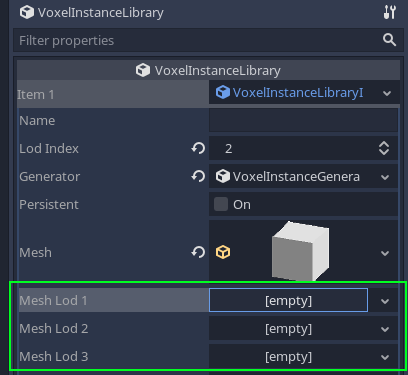 VoxelInstanceLibrary
Filter properties
VoxelInstanceLibrary
Item 1 VoxelInstanceLibraryI
Name
Lod Index 2
Generator VoxelInstanceGenera
Persistent On
Mesh
Mesh Lod 1 [empty]
Mesh Lod 2 [empty]
Mesh Lod 3 [empty]